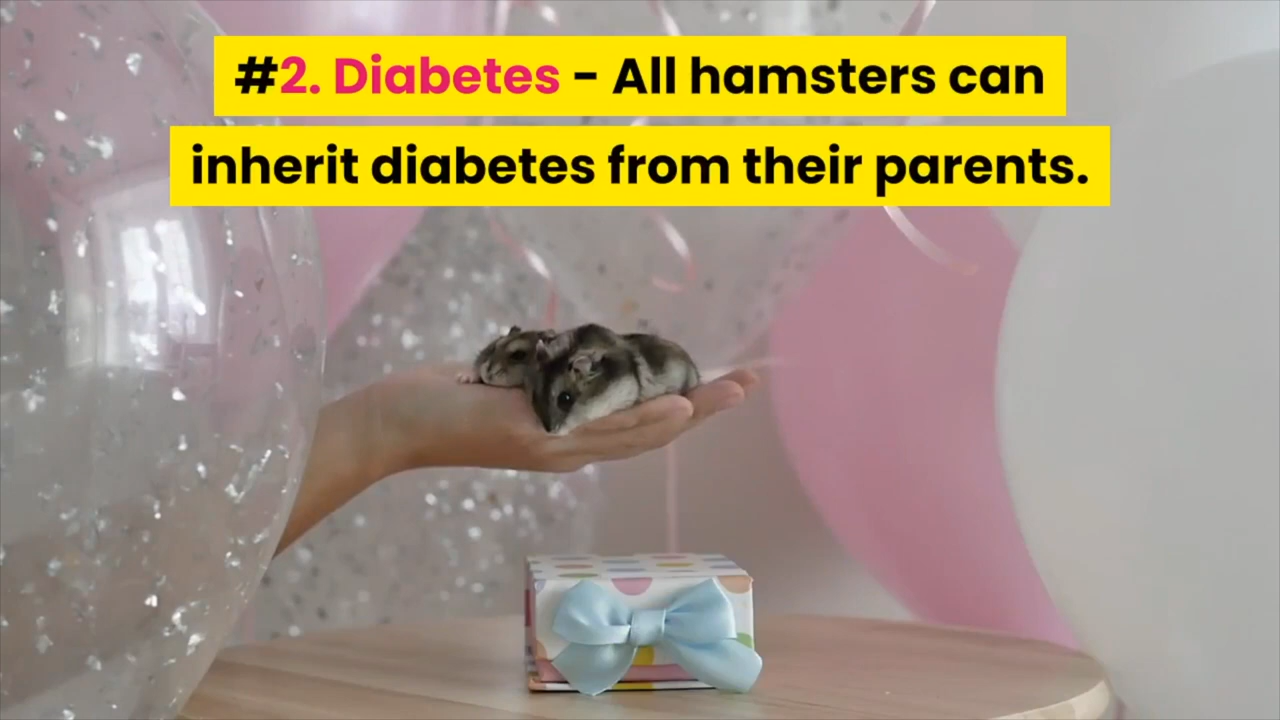 #2. Diabetes - All hamsters can
inherit diabetes from their parents.